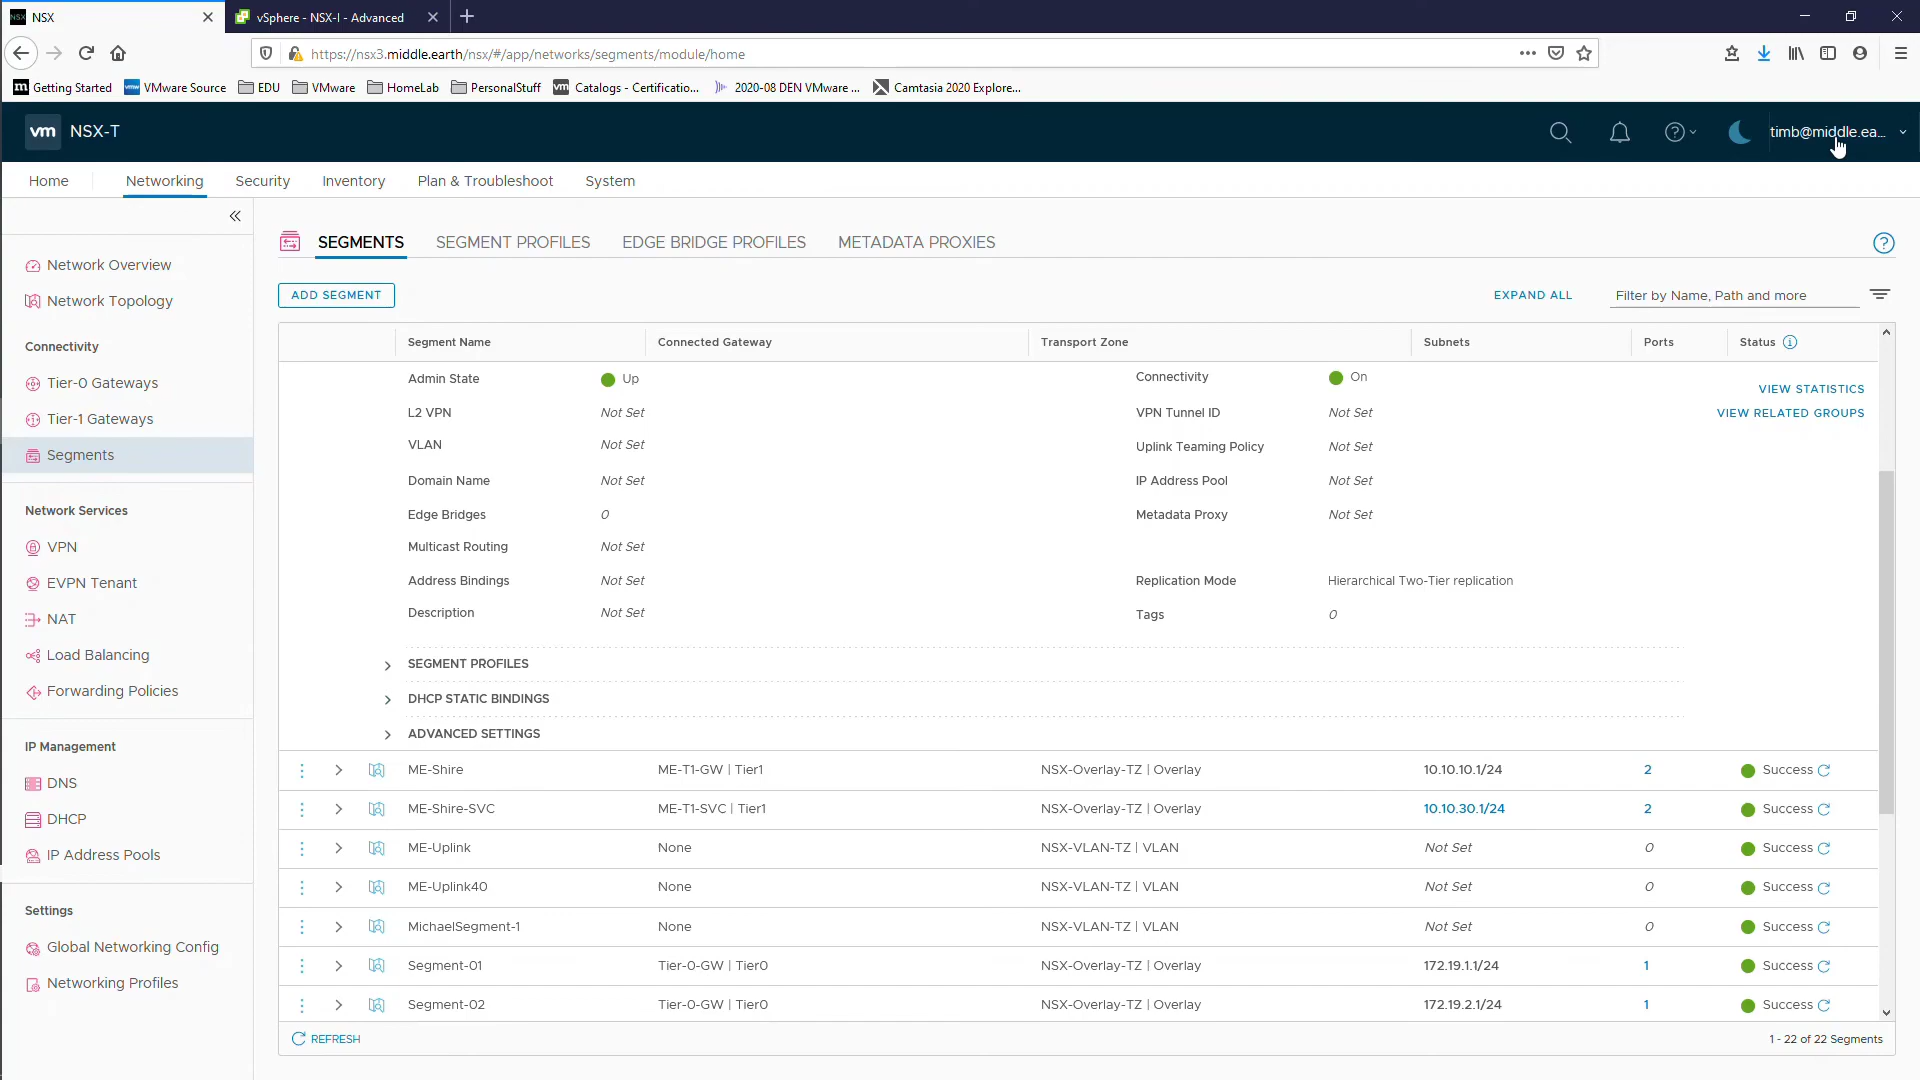 NSX
vSphere - NSX-I - Advanced
https://nsx3.middle.earth/nsx/#/app/networks/segments/module/home
Getting Started
VMware Source
EDU
VMware
HomeLab
PersonalStuff
Catalogs - Certificatio...
2020-08 DEN VMware ...
Camtasia 2020 Explore...
vm NSX-T
timb@middle.ea...
Home
Networking
Security
Inventory
Plan & Troubleshoot
System
Network Overview
Network Topology
Connectivity
Tier-0 Gateways
Tier-1 Gateways
Segments
Network Services
VPN
EVPN Tenant
NAT
Load Balancing
Forwarding Policies
IP Management
DNS
DHCP
IP Address Pools
Settings
Global Networking Config
Networking Profiles
SEGMENTS
SEGMENT PROFILES
EDGE BRIDGE PROFILES
METADATA PROXIES
ADD SEGMENT
EXPAND ALL
Filter by Name, Path and more
Segment Name Connected Gateway Transport Zone Subnets Ports Status
Admin State Up Connectivity On
VIEW STATISTICS
L2 VPN Not Set VPN Tunnel ID Not Set
VIEW RELATED GROUPS
VLAN Not Set Uplink Teaming Policy Not Set
Domain Name Not Set IP Address Pool Not Set
Edge Bridges 0 Metadata Proxy Not Set
Multicast Routing Not Set
Address Bindings Not Set Replication Mode Hierarchical Two-Tier replication
Description Not Set Tags 0
SEGMENT PROFILES
DHCP STATIC BINDINGS
ADVANCED SETTINGS
ME-Shire ME-T1-GW | Tier1 NSX-Overlay-TZ | Overlay 10.10.10.1/24 2 Success
ME-Shire-SVC ME-T1-SVC | Tier1 NSX-Overlay-TZ | Overlay 10.10.30.1/24 2 Success
ME-Uplink None NSX-VLAN-TZ | VLAN Not Set 0 Success
ME-Uplink40 None NSX-VLAN-TZ | VLAN Not Set 0 Success
MichaelSegment-1 None NSX-VLAN-TZ | VLAN Not Set 0 Success
Segment-01 Tier-0-GW | Tier0 NSX-Overlay-TZ | Overlay 172.19.1.1/24 1 Success
Segment-02 Tier-0-GW | Tier0 NSX-Overlay-TZ | Overlay 172.19.2.1/24 1 Success
REFRESH
1 - 22 of 22 Segments